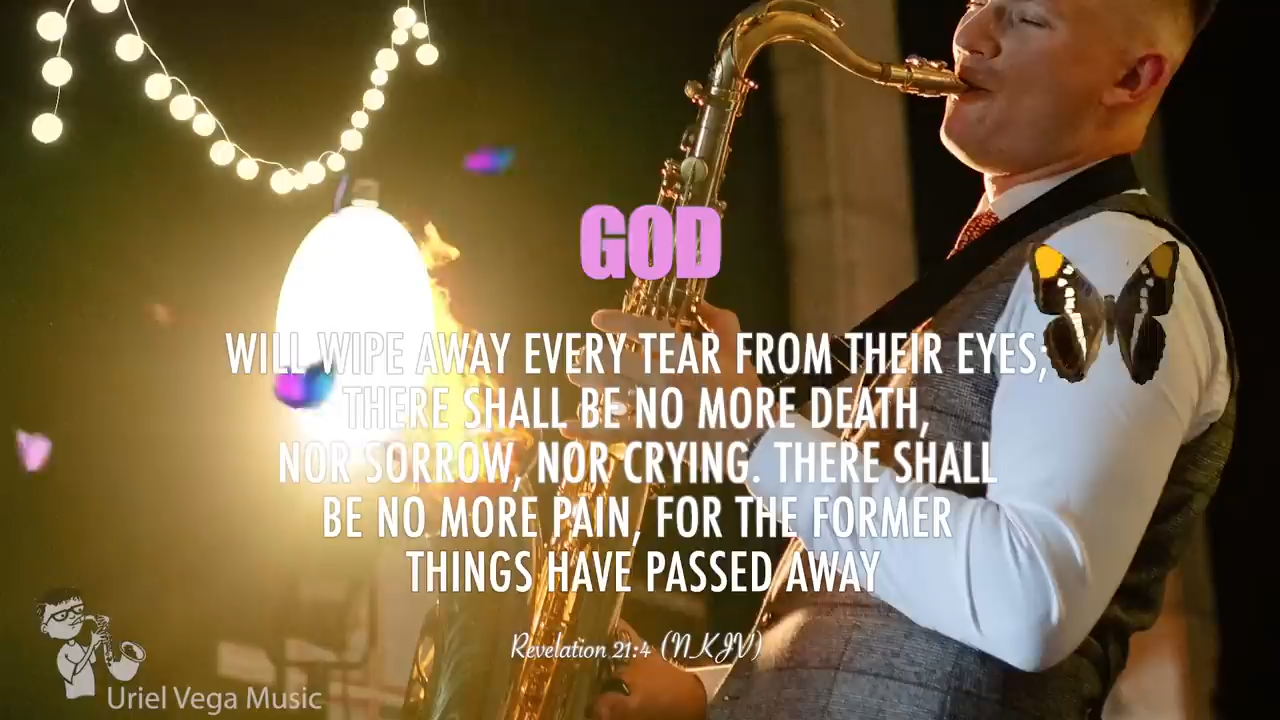 GOD
WILL WIPE AWAY EVERY TEAR FROM THEIR EYES;
THERE SHALL BE NO MORE DEATH,
NOR SORROW, NOR CRYING. THERE SHALL
BE NO MORE PAIN, FOR THE FORMER
THINGS HAVE PASSED AWAY
Revelation 21:4 (NKJV)
Uriel Vega Music